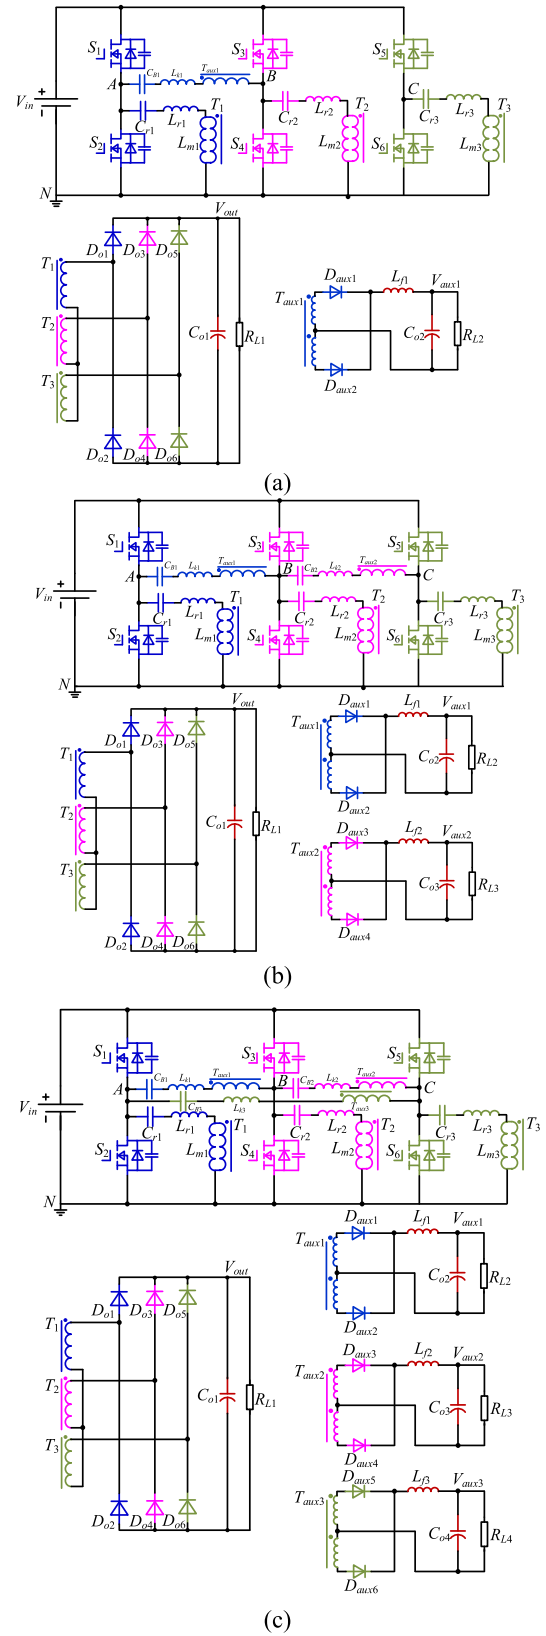 S1 S3 S5
CB1 Lk1 Taux1
A B C
Vin
Cr1 Lr1 T1 Cr2 Lr2 T2 Cr3 Lr3 T3
S2 Lm1 S4 Lm2 S6 Lm3
N
Vout
Do1 Do3 Do5
T1
T2
T3
Co1 RL1
Do2 Do4 Do6
Daux1 Lf1 Vaux1
Taux1
Co2 RL2
Daux2
(a)
S1 S3 S5
CB1 Lk1 Taux1 CB2 Lk2 Taux2
A B C
Vin
Cr1 Lr1 T1 Cr2 Lr2 T2 Cr3 Lr3 T3
S2 Lm1 S4 Lm2 S6 Lm3
N
Vout
Do1 Do3 Do5
T1
T2
T3
Co1 RL1
Do2 Do4 Do6
Daux1 Lf1 Vaux1
Taux1
Co2 RL2
Daux2
Daux3 Lf2 Vaux2
Taux2
Co3 RL3
Daux4
(b)
S1 S3 S5
CB1 Lk1 Taux1 CB2 Lk2 Taux2
A B C
Vin
CB3 Lk3 Taux3
Cr1 Lr1 T1 Cr2 Lr2 T2 Cr3 Lr3 T3
S2 Lm1 S4 Lm2 S6 Lm3
N
Vout
Do1 Do3 Do5
T1
T2
T3
Co1 RL1
Do2 Do4 Do6
Daux1 Lf1 Vaux1
Taux1
Co2 RL2
Daux2
Daux3 Lf2 Vaux2
Taux2
Co3 RL3
Daux4
Daux5 Lf3 Vaux3
Taux3
Co4 RL4
Daux6
(c)